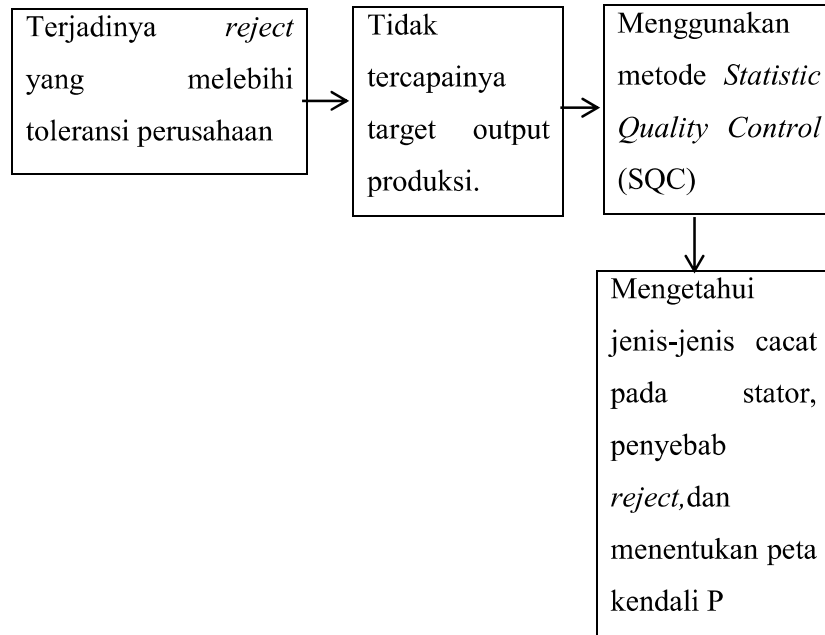 Terjadinya reject
yang melebihi
toleransi perusahaan
Tidak
tercapainya
target output
produksi.
Menggunakan
metode Statistic
Quality Control
(SQC)
Mengetahui
jenis-jenis cacat
pada stator,
penyebab
reject,dan
menentukan peta
kendali P